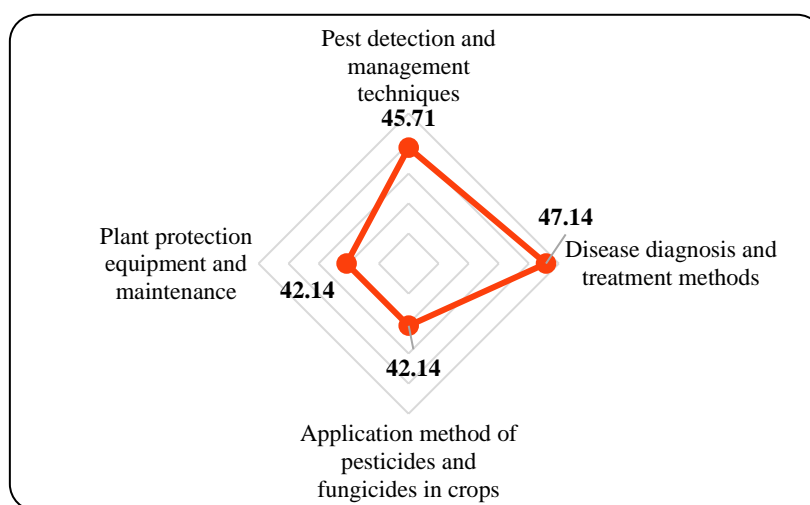 Pest detection and
management
techniques
45.71
47.14
Disease diagnosis and
treatment methods
Plant protection
equipment and
maintenance
42.14
42.14
Application method of
pesticides and
fungicides in crops